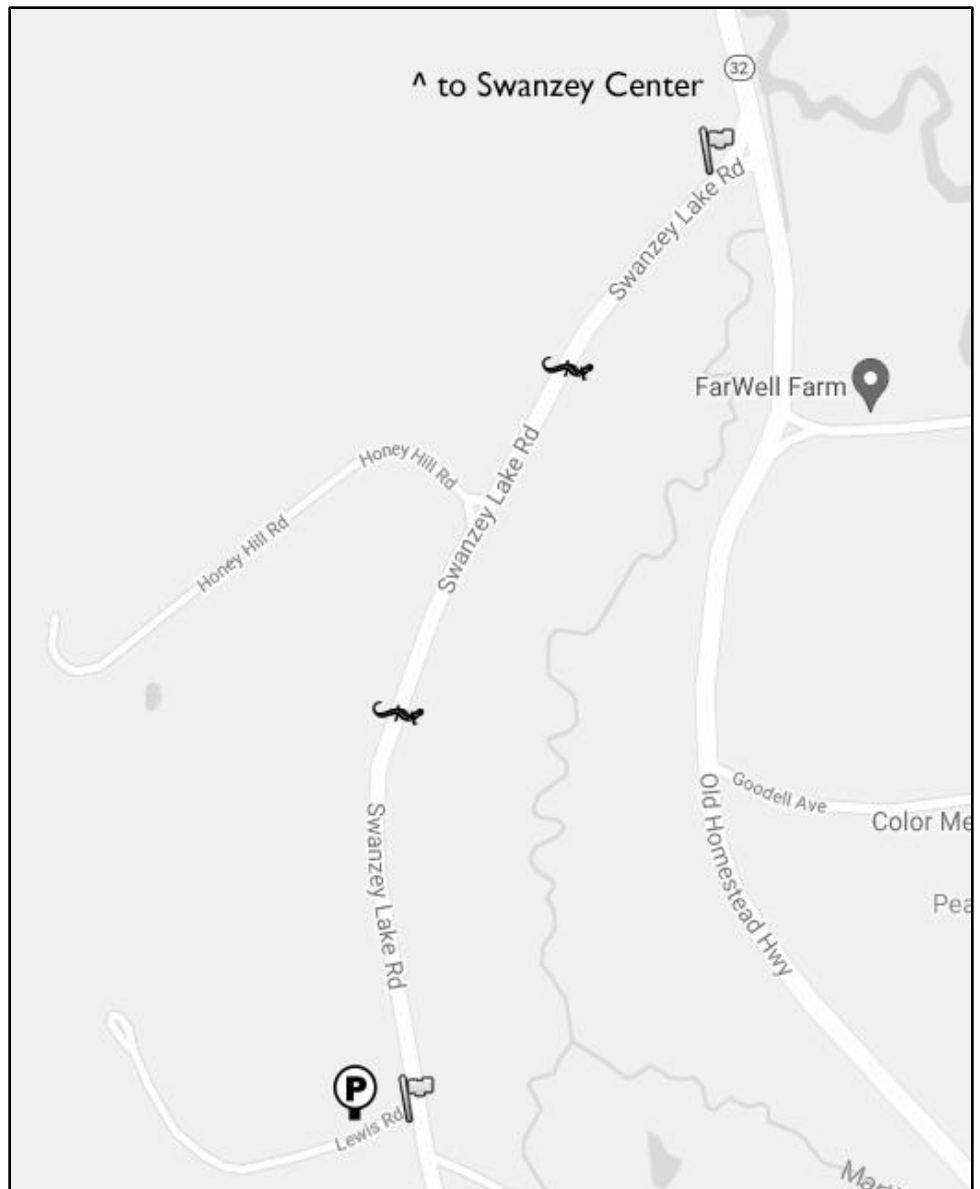 32
^ to Swanzey Center
Swanzey Lake Rd
FarWell Farm
Swanzey Lake Rd
Honey Hill Rd
Honey Hill Rd
Goodell Ave
Old Homestead Hwy
Color Me
Swanzey Lake Rd
Pea
P
Lewis Rd
Mart